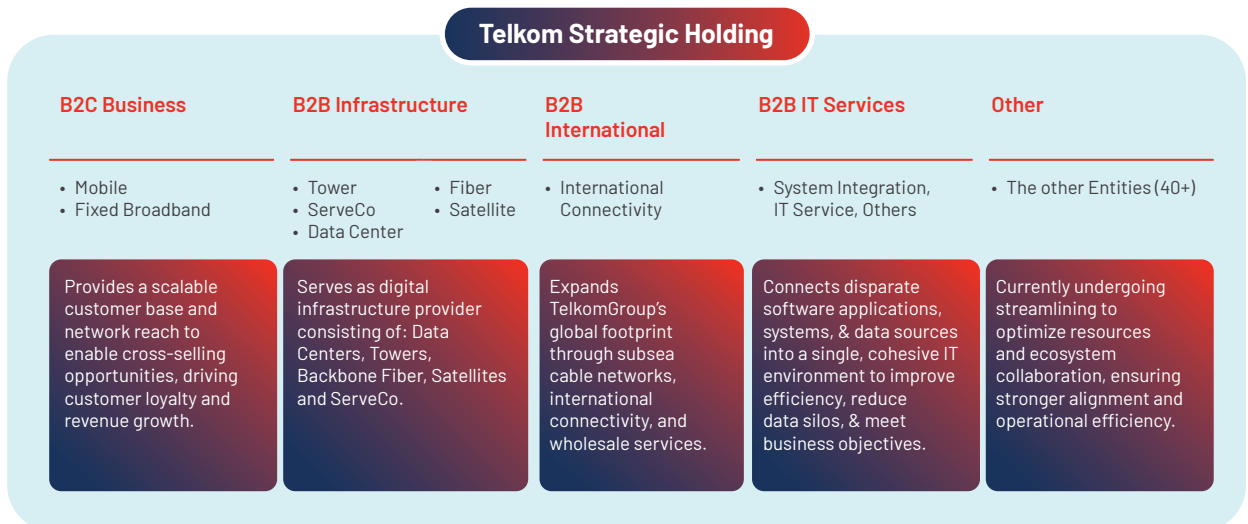 Telkom Strategic Holding
B2C Business
• Mobile
• Fixed Broadband
Provides a scalable
customer base and
network reach to
enable cross-selling
opportunities, driving
customer loyalty and
revenue growth.
B2B Infrastructure
• Tower
• ServeCo
• Data Center
• Fiber
• Satellite
Serves as digital
infrastructure provider
consisting of: Data
Centers, Towers,
Backbone Fiber, Satellites
and ServeCo.
B2B
International
• International
Connectivity
Expands
TelkomGroup's
global footprint
through subsea
cable networks,
international
connectivity, and
wholesale services.
B2B IT Services
• System Integration,
IT Service, Others
Connects disparate
software applications,
systems, & data sources
into a single, cohesive IT
environment to improve
efficiency, reduce
data silos, & meet
business objectives.
Other
• The other Entities (40+)
Currently undergoing
streamlining to
optimize resources
and ecosystem
collaboration, ensuring
stronger alignment and
operational efficiency.